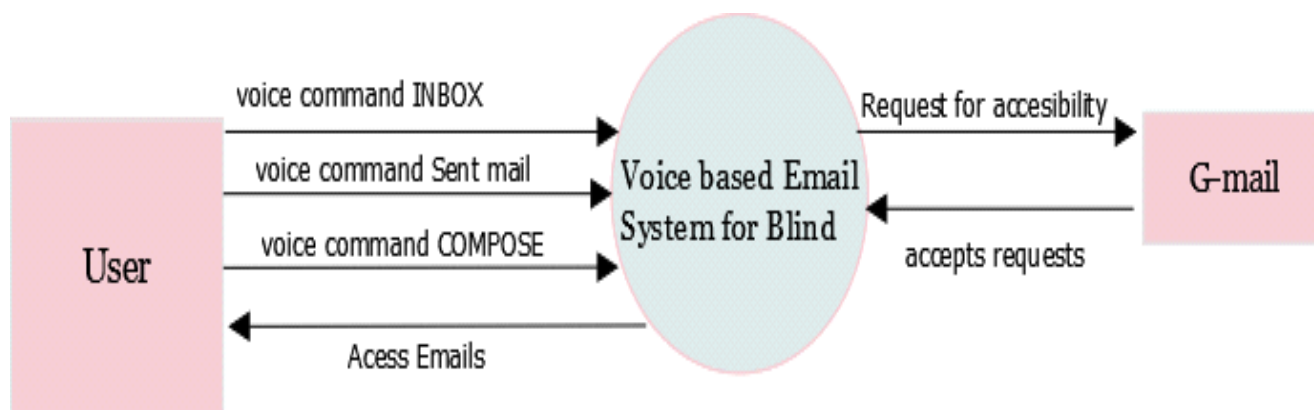 voice command INBOX
voice command Sent mail
voice command COMPOSE
User
Acess Emails
Voice based Email
System for Blind
Request for accesibility
accepts requests
G-mail